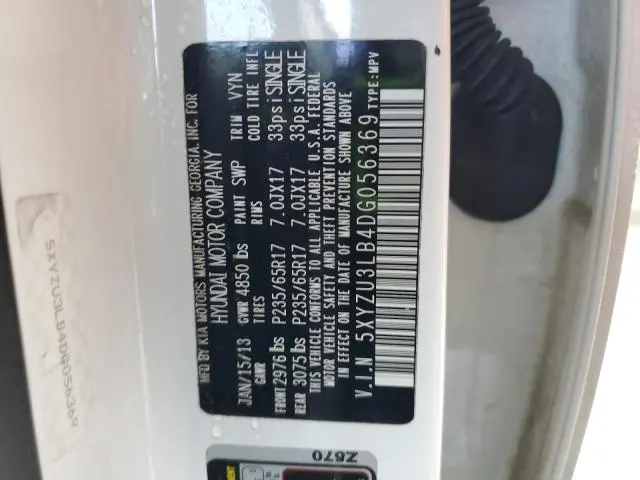 MFD BY KIA MOTORS MANUFACTURING GEORGIA, INC. FOR
HYUNDAI MOTOR COMPANY
JAN/15/13 GVWR 4850 lbs PAINT SWP TRIM VYN
GAWR TIRES RIMS COLD TIRE INFL
FRONT 2976 lbs P235/65R17 7.0JX17 33psi SINGLE
REAR 3075 lbs P235/65R17 7.0JX17 33psi SINGLE
THIS VEHICLE CONFORMS TO ALL APPLICABLE U.S.A. FEDERAL
MOTOR VEHICLE SAFETY AND THEFT PREVENTION STANDARDS
IN EFFECT ON THE DATE OF MANUFACTURE SHOWN ABOVE
V.I.N 5XYZU3LB4DG056369 TYPE:MPV
5XYZU3LB4DG056369
Z670